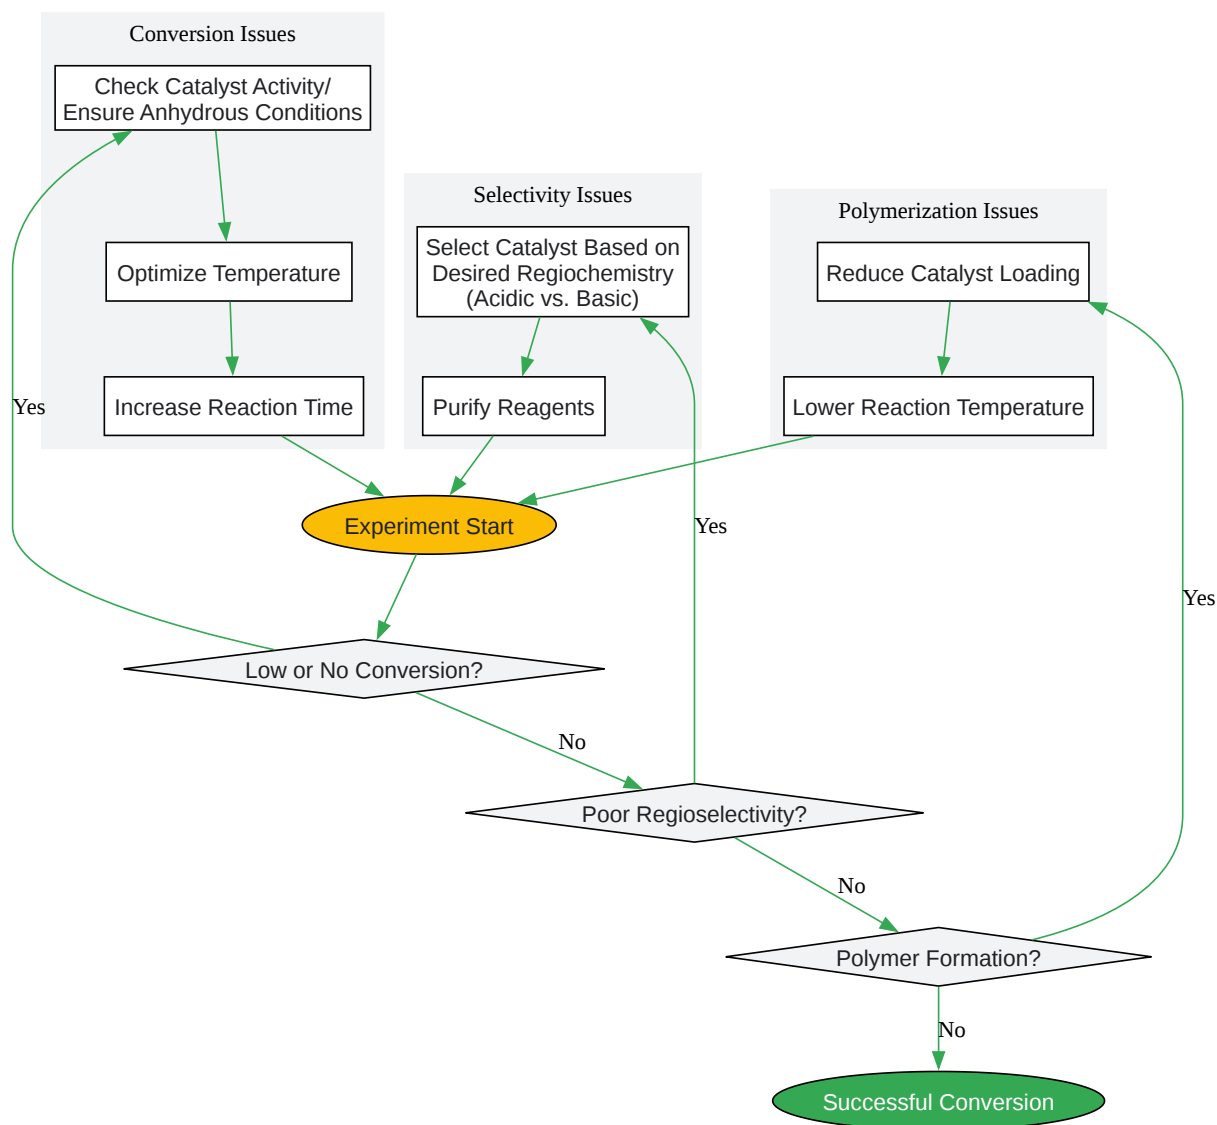 Conversion Issues
Check Catalyst Activity/
Ensure Anhydrous Conditions
Optimize Temperature
Increase Reaction Time
Selectivity Issues
Select Catalyst Based on
Desired Regiochemistry
(Acidic vs. Basic)
Purify Reagents
Polymerization Issues
Reduce Catalyst Loading
Lower Reaction Temperature
Yes
Experiment Start
Yes
Yes
Low or No Conversion?
No
Poor Regioselectivity?
No
Polymer Formation?
No
Successful Conversion